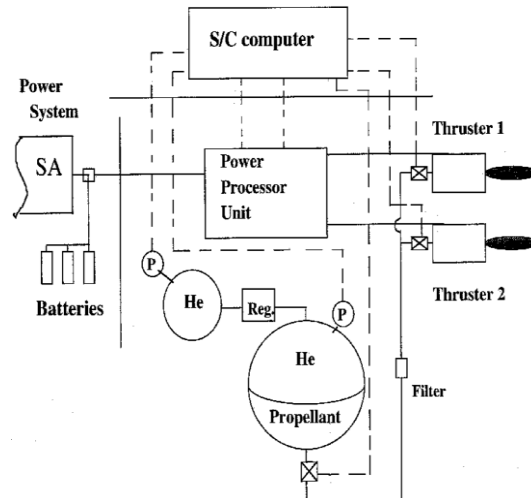 S/C computer
Power
System
SA
Batteries
Power
Processor
Unit
Thruster 1
Thruster 2
P
He
Reg.
P
He
Propellant
Filter